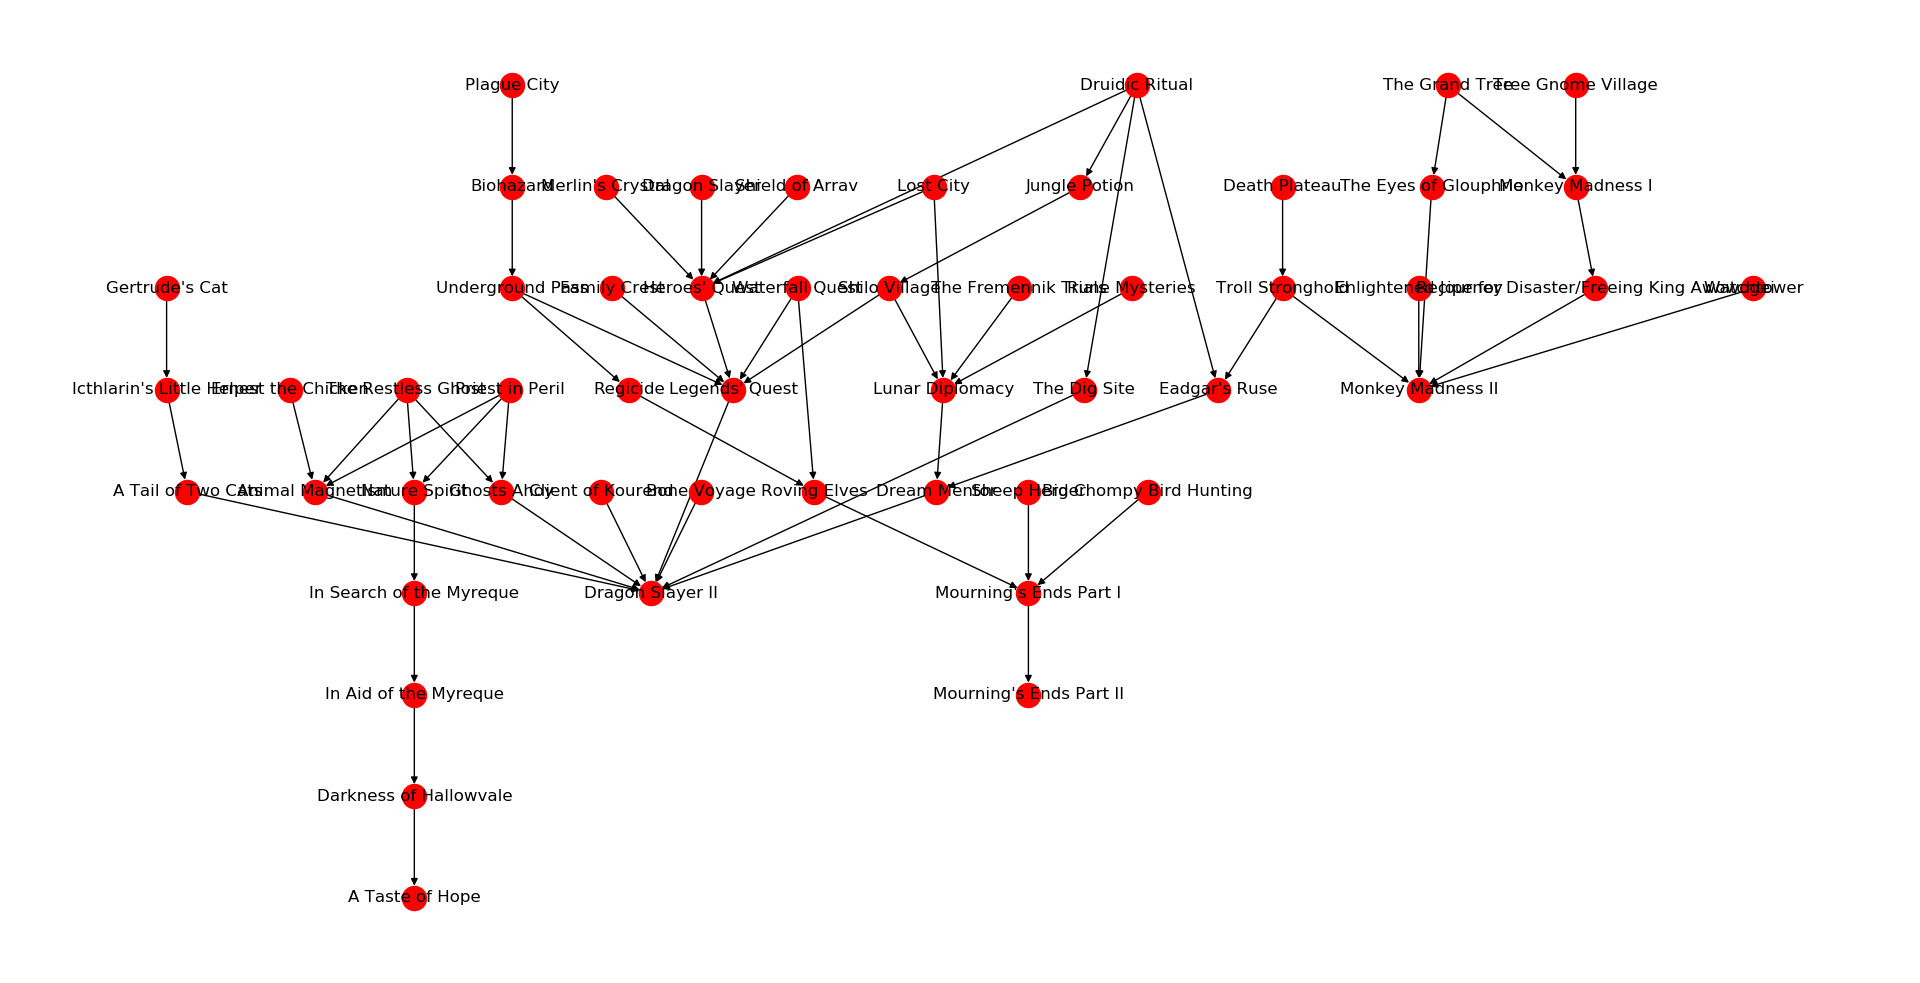 Plague City
Druidic Ritual
The Grand Tree
Tree Gnome Village
Biohazard
Merlin's Crystal
Dragon Slayer
Shield of Arrav
Lost City
Jungle Potion
Death Plateau
The Eyes of Glouphrie
Monkey Madness I
Gertrude's Cat
Underground Pass
Family Crest
Heroes' Quest
Waterfall Quest
Shilo Village
The Fremennik Trials
Rune Mysteries
Troll Stronghold
Enlightened Journey
Recipe for Disaster/Freeing King Awowogei
Watchtower
Icthlarin's Little Helper
Ernest the Chicken
The Restless Ghost
Priest in Peril
Regicide
Legends' Quest
Lunar Diplomacy
The Dig Site
Eadgar's Ruse
Monkey Madness II
A Tail of Two Cats
Animal Magnetism
Nature Spirit
Ghosts Ahoy
Client of Kourend
Bone Voyage
Roving Elves
Dream Mentor
Sheep Herder
Big Chompy Bird Hunting
In Search of the Myreque
Dragon Slayer II
Mourning's Ends Part I
In Aid of the Myreque
Mourning's Ends Part II
Darkness of Hallowvale
A Taste of Hope